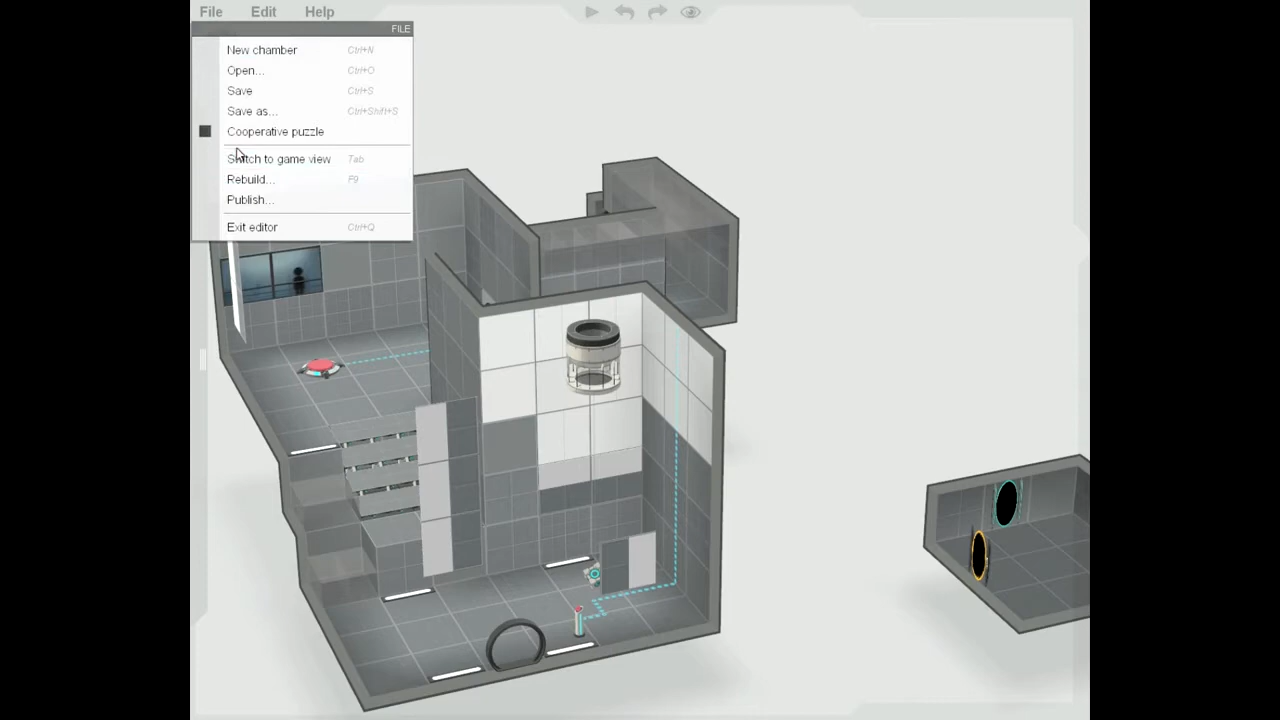 File Edit Help
FILE
New chamber Ctrl+N
Open... Ctrl+O
Save Ctrl+S
Save as... Ctrl+Shift+S
Cooperative puzzle
Switch to game view Tab
Rebuild... F9
Publish...
Exit editor Ctrl+Q